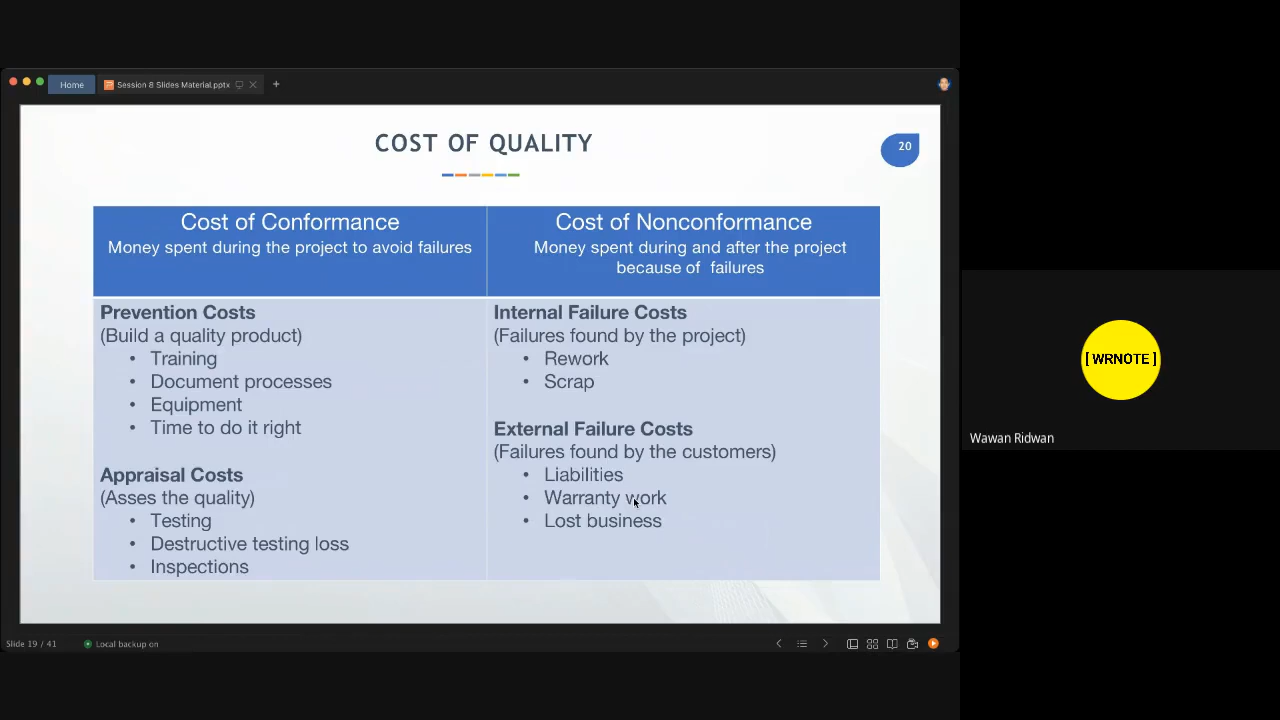 Home
Session 8 Slides Material.pptx
COST OF QUALITY
20
Cost of Conformance
Money spent during the project to avoid failures
Cost of Nonconformance
Money spent during and after the project
because of failures
Prevention Costs
(Build a quality product)
• Training
• Document processes
• Equipment
• Time to do it right
Appraisal Costs
(Asses the quality)
• Testing
• Destructive testing loss
• Inspections
Internal Failure Costs
(Failures found by the project)
• Rework
• Scrap
External Failure Costs
(Failures found by the customers)
• Liabilities
• Warranty work
• Lost business
Slide 19 / 41
Local backup on
[ WRNOTE ]
Wawan Ridwan